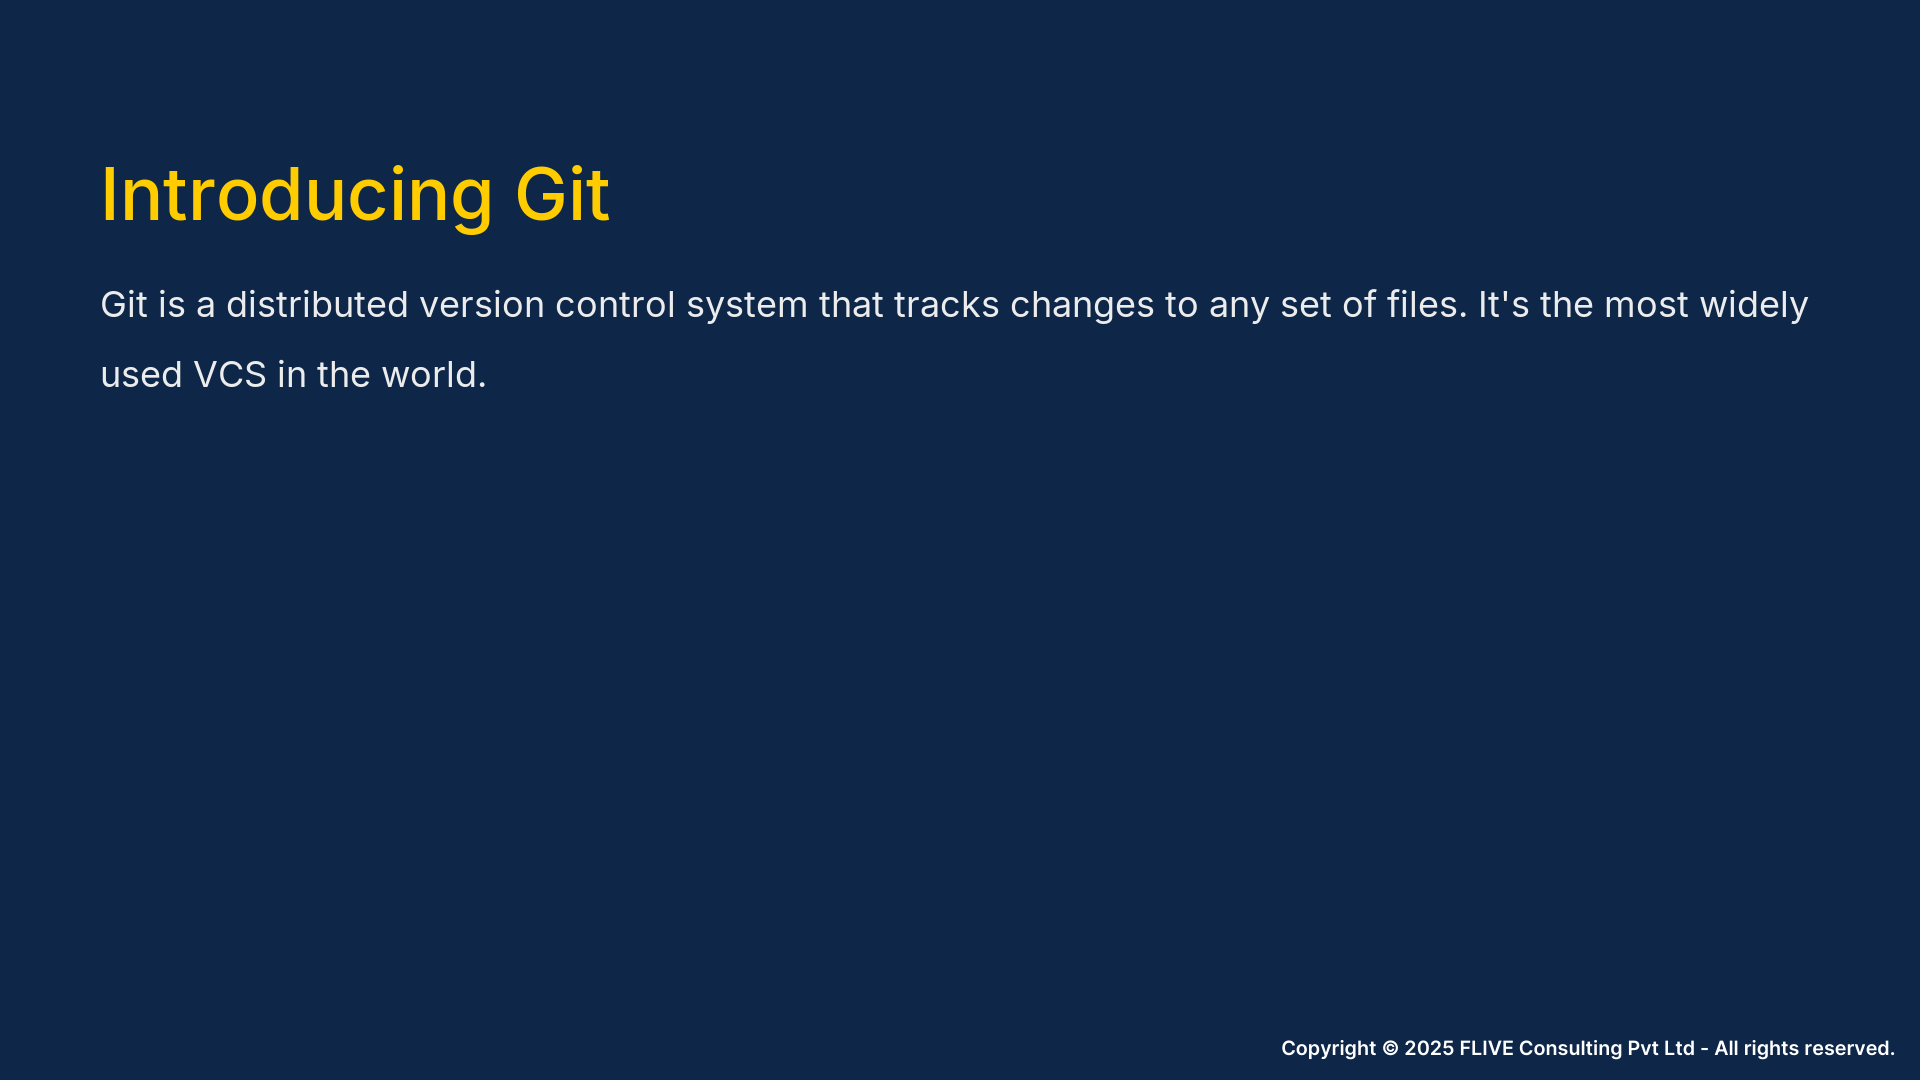 Introducing Git
Git is a distributed version control system that tracks changes to any set of files. It's the most widely
used VCS in the world.
Copyright © 2025 FLIVE Consulting Pvt Ltd - All rights reserved.